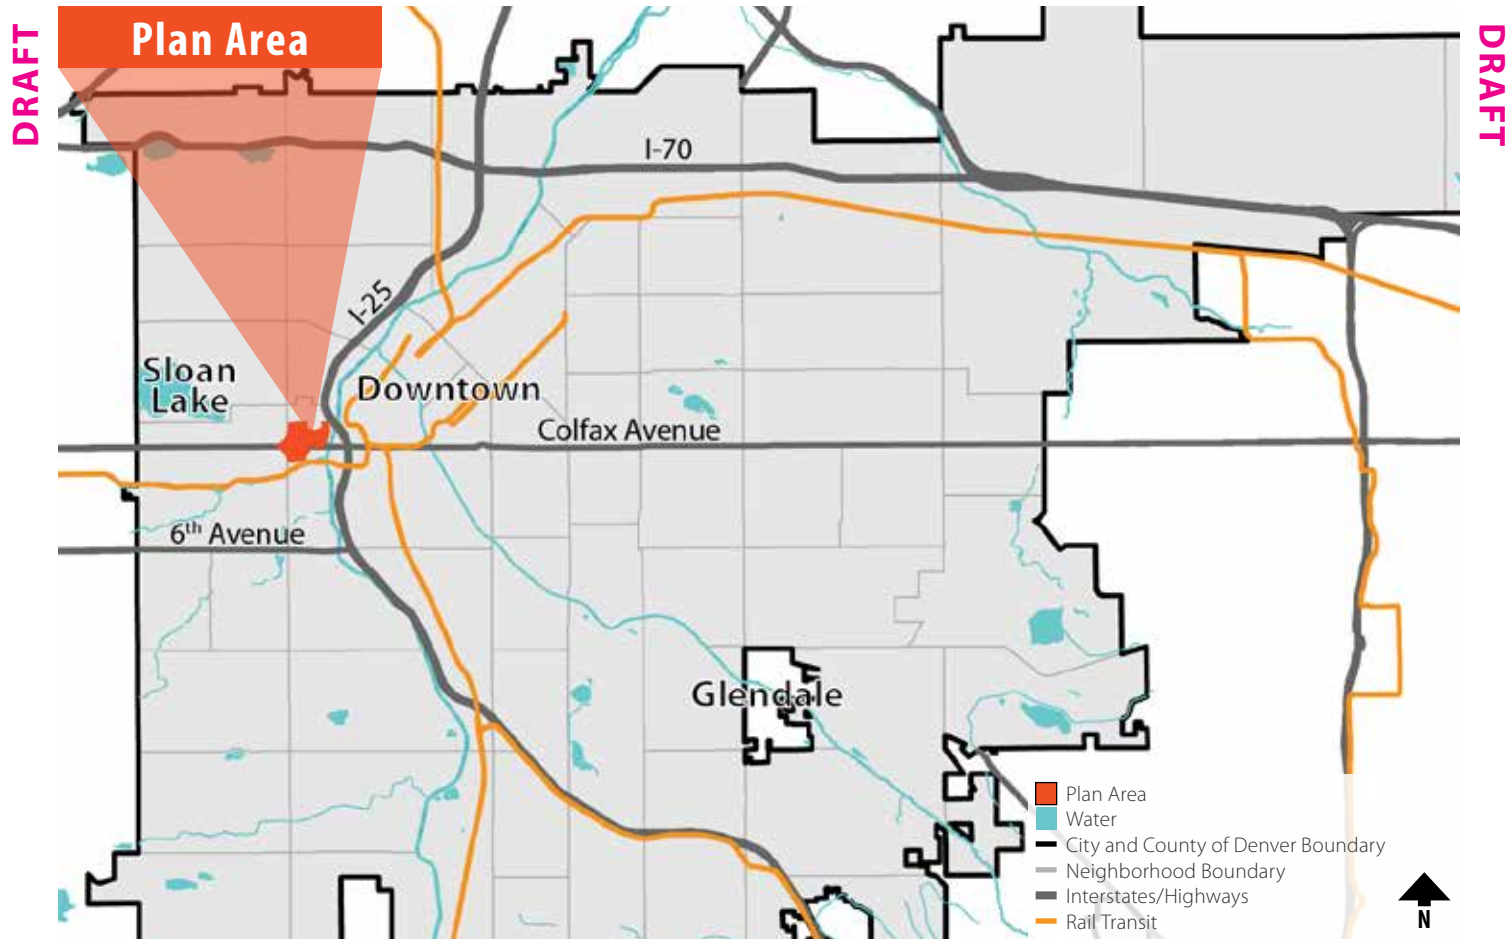 DRAFT
Plan Area
DRAFT
I-70
I-25
Sloan
Lake
Downtown
Colfax Avenue
6th Avenue
Glendale
Plan Area
Water
City and County of Denver Boundary
Neighborhood Boundary
Interstates/Highways
Rail Transit
N